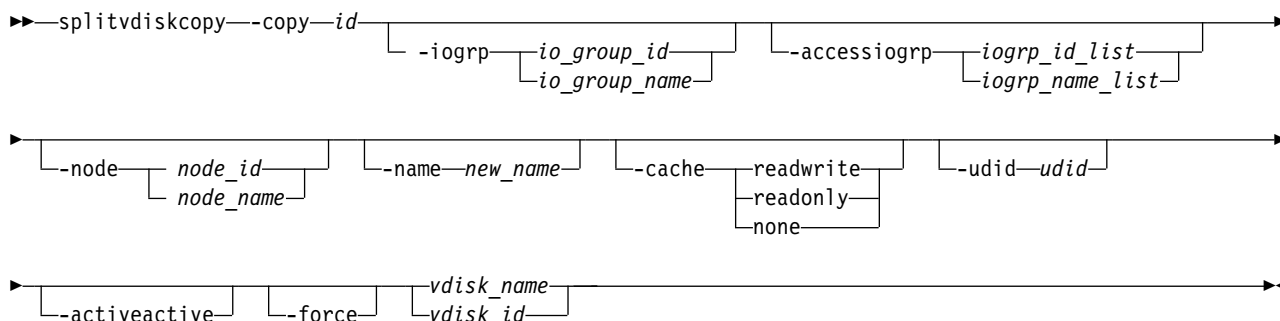 splitvdiskcopy -copy id
-iogrp io_group_id
io_group_name
-accessiogrp iogrp_id_list
iogrp_name_list
-node node_id
node_name
-name new_name
-cache readwrite
readonly
none
-udid udid
-activeactive
-force
vdisk_name
vdisk_id